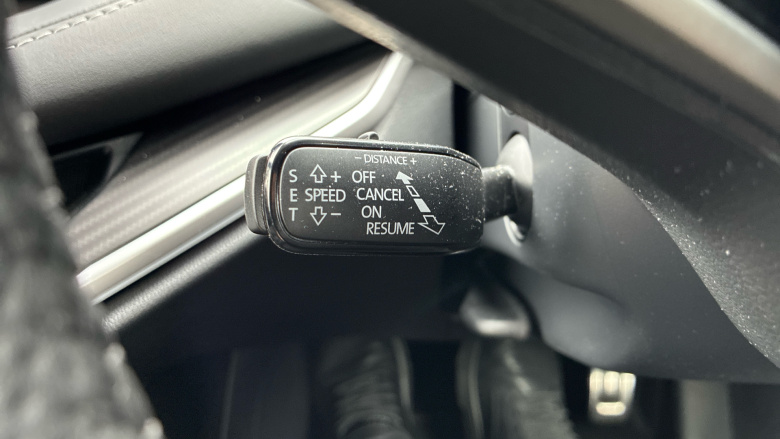 - DISTANCE +
S + OFF
E SPEED CANCEL
T - ON
RESUME